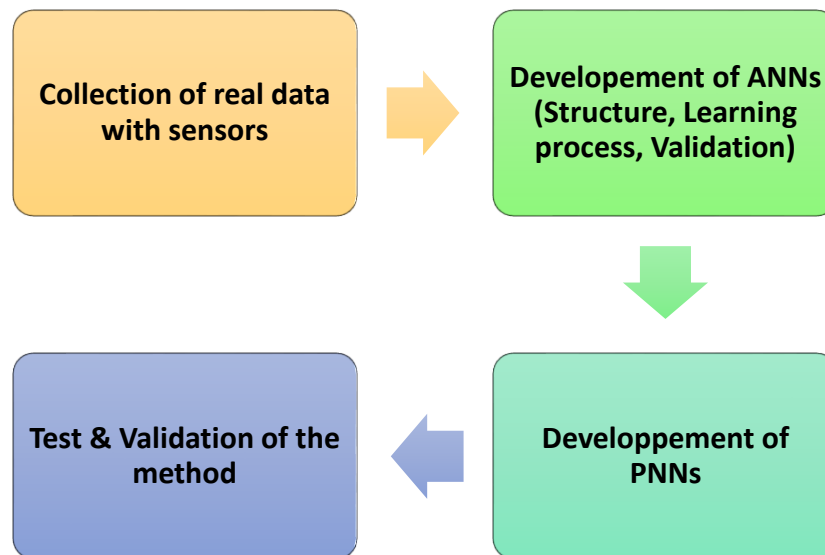 Collection of real data
with sensors
Developement of ANNs
(Structure, Learning
process, Validation)
Test & Validation of the
method
Developpement of
PNNs